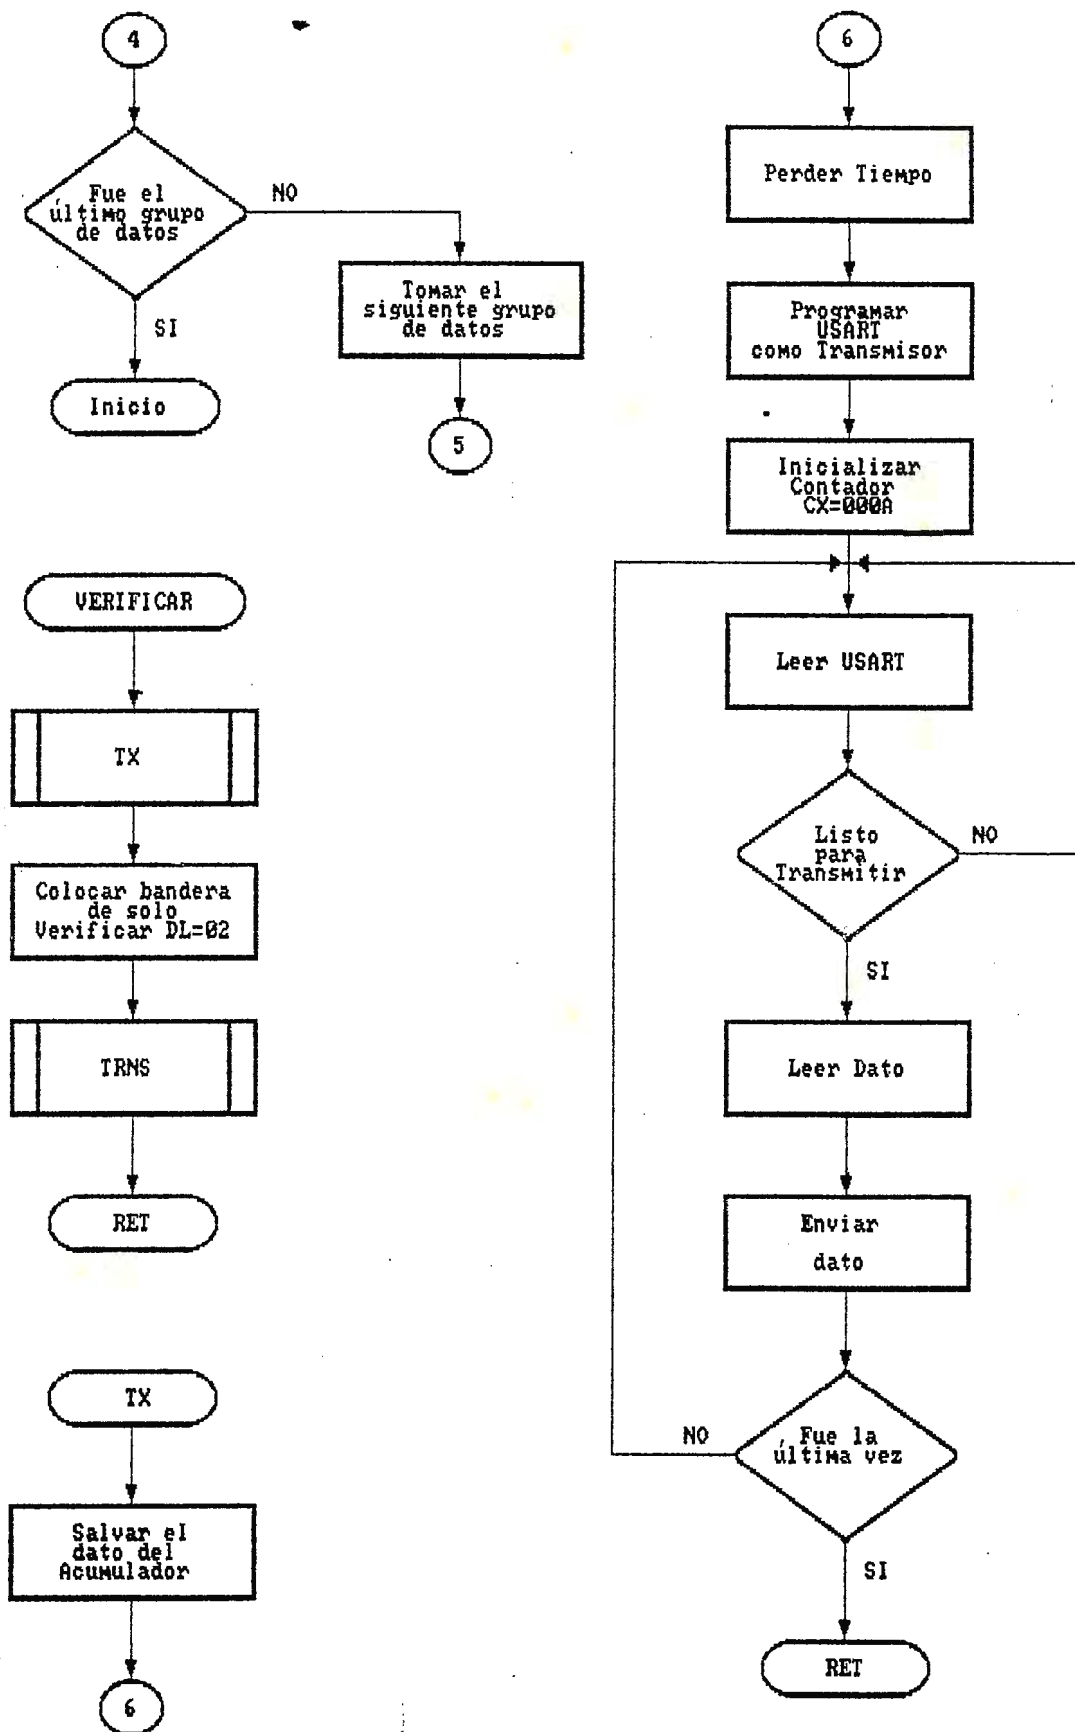 4
Fue el
último grupo
de datos
NO
SI
Tomar el
siguiente grupo
de datos
Inicio
5
VERIFICAR
TX
Colocar bandera
de solo
Verificar DL=02
TRNS
RET
TX
Salvar el
dato del
Acumulador
6
6
Perder Tiempo
Programar
USART
como Transmisor
Inicializar
Contador
CX=000A
Leer USART
Listo
para
Transmitir
NO
SI
Leer Dato
Enviar
dato
Fue la
última vez
NO
SI
RET